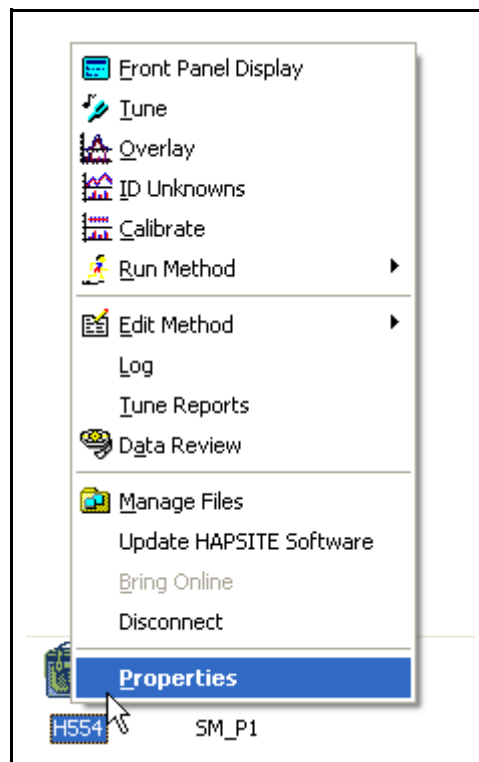 Front Panel Display
Tune
Overlay
ID Unknowns
Calibrate
Run Method
Edit Method
Log
Tune Reports
Data Review
Manage Files
Update HAPSITE Software
Bring Online
Disconnect
Properties
H554 SM_P1